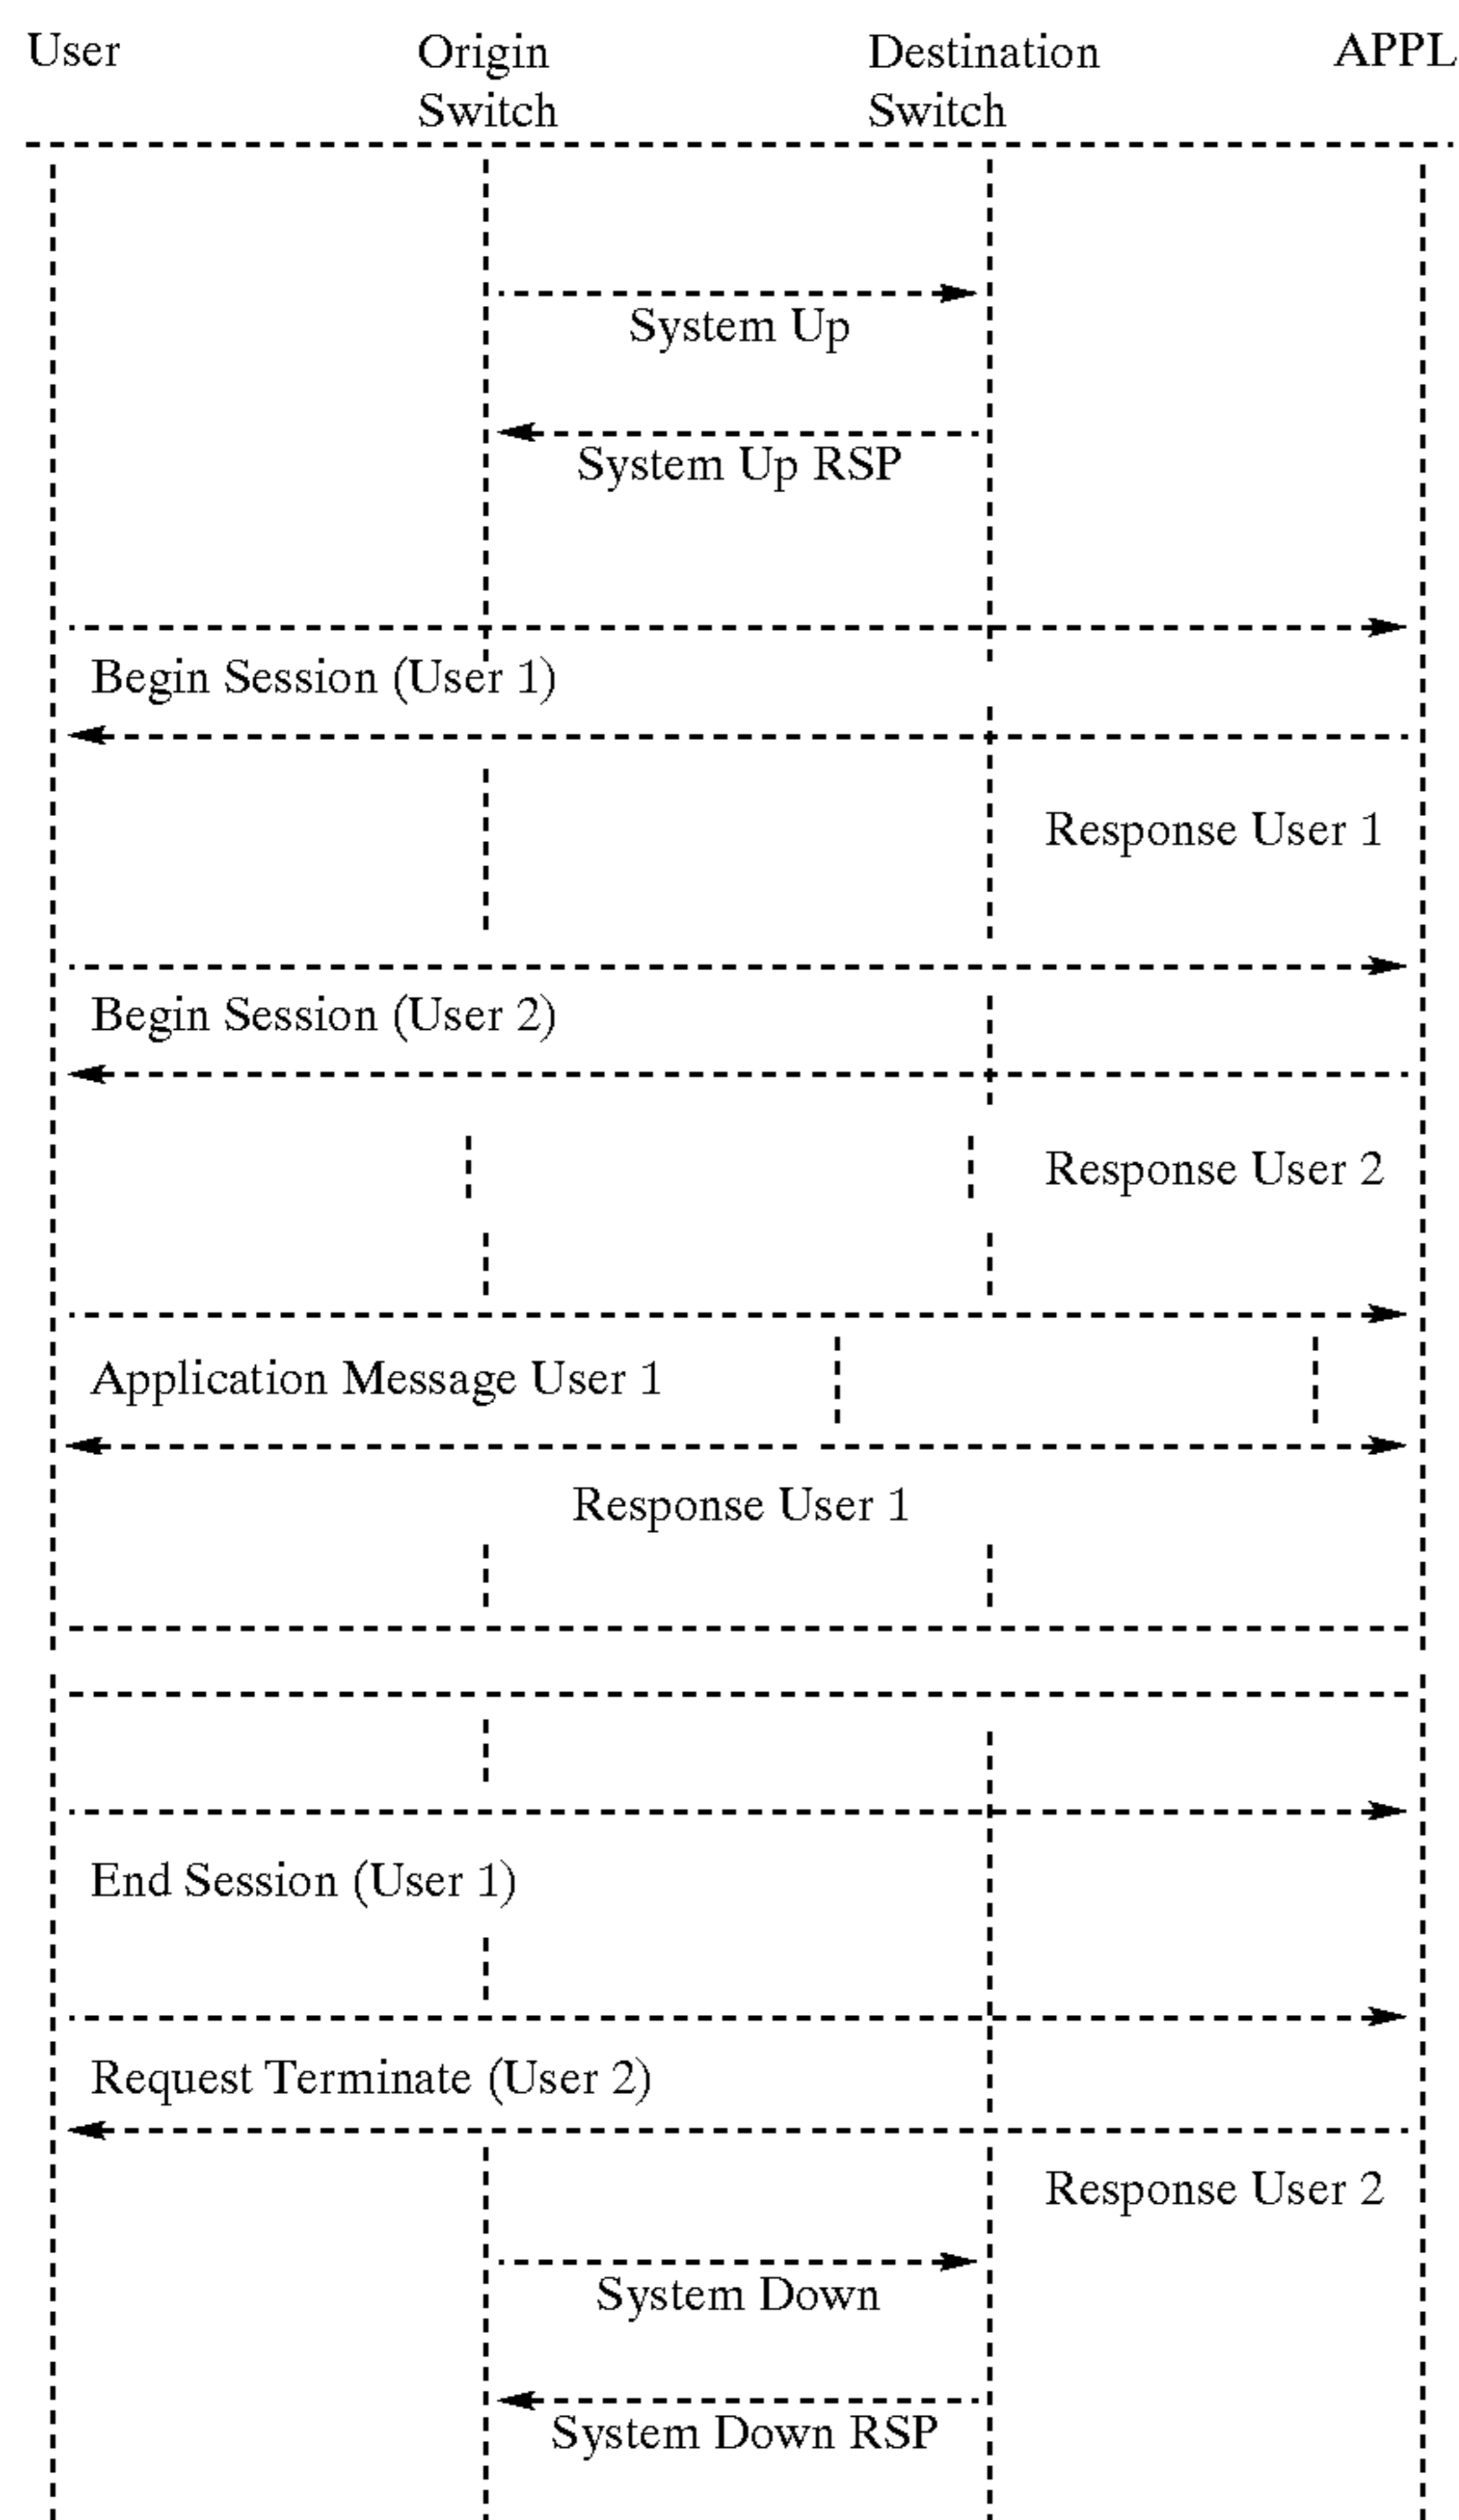 User
Origin
Switch
Destination
Switch
APPL
System Up
System Up RSP
Begin Session (User 1)
Response User 1
Begin Session (User 2)
Response User 2
Application Message User 1
Response User 1
End Session (User 1)
Request Terminate (User 2)
Response User 2
System Down
System Down RSP